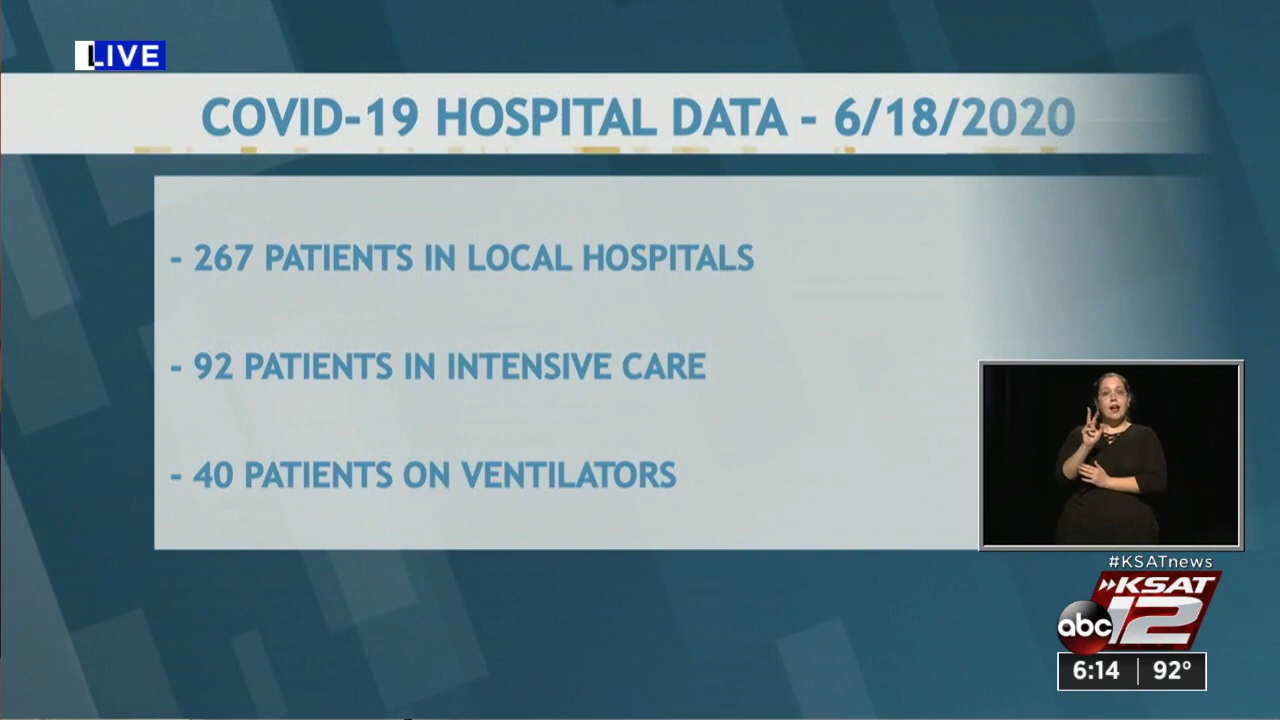 LIVE
COVID-19 HOSPITAL DATA - 6/18/2020
- 267 PATIENTS IN LOCAL HOSPITALS
- 92 PATIENTS IN INTENSIVE CARE
- 40 PATIENTS ON VENTILATORS
#KSATnews
KSAT
abc 12
6:14 92°